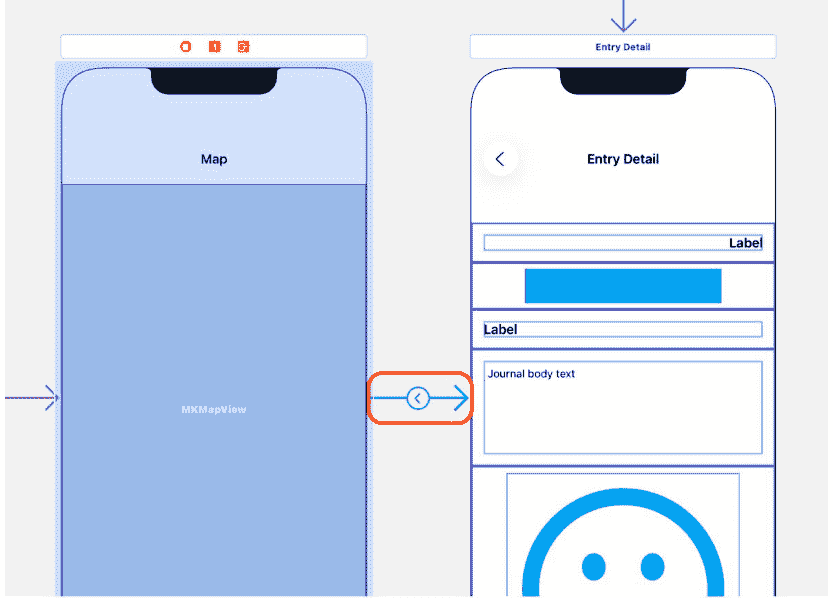 Entry Detail
Map
Entry Detail
Label
Label
Journal body text
MKMapView